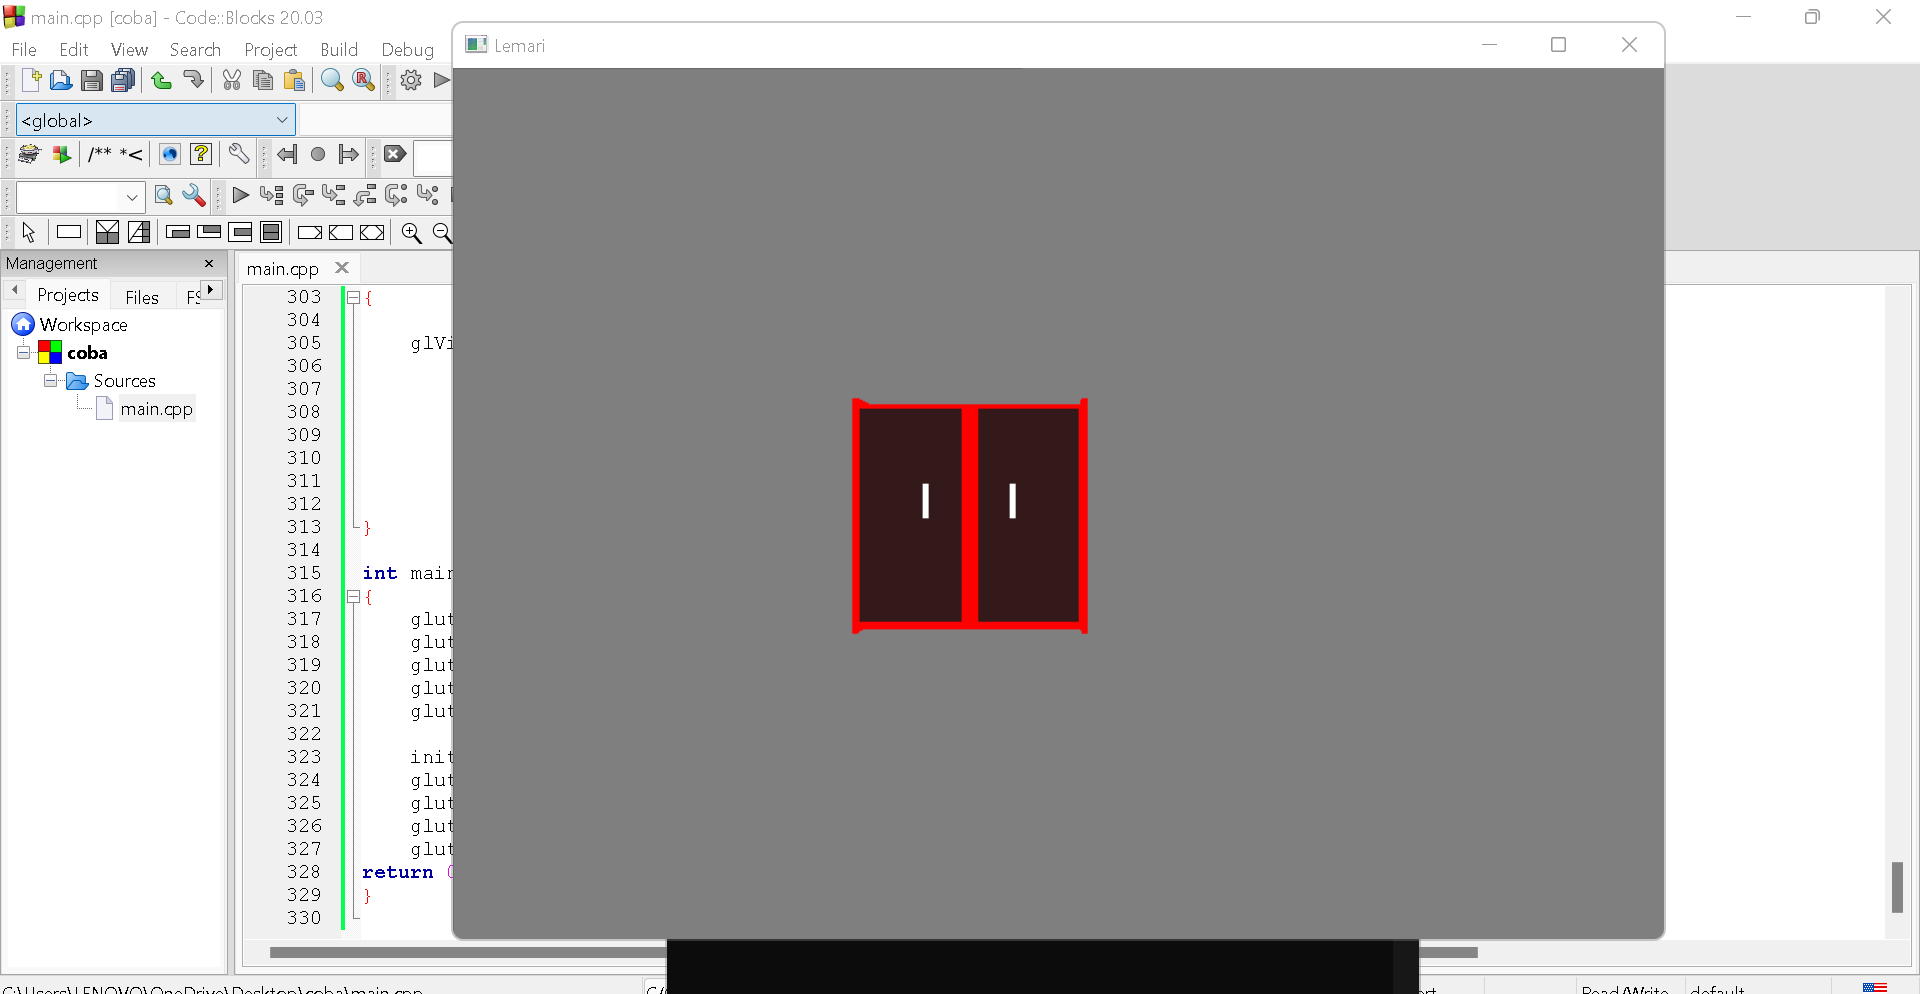 main.cpp [coba] - Code::Blocks 20.03
File Edit View Search Project Build Debug
Lemari
<global>
/** *<
Management
Projects Files
main.cpp
Workspace
coba
Sources
main.cpp
303 {
304
305 glVi
306
307
308
309
310
311
312
313 }
314
315 int main
316 {
317 glut
318 glut
319 glut
320 glut
321 glut
322
323 init
324 glut
325 glut
326 glut
327 glut
328 return
329 }
330
C:\Users\LENOVO\OneDrive\Desktop\coba\main.cpp
Read/Write default